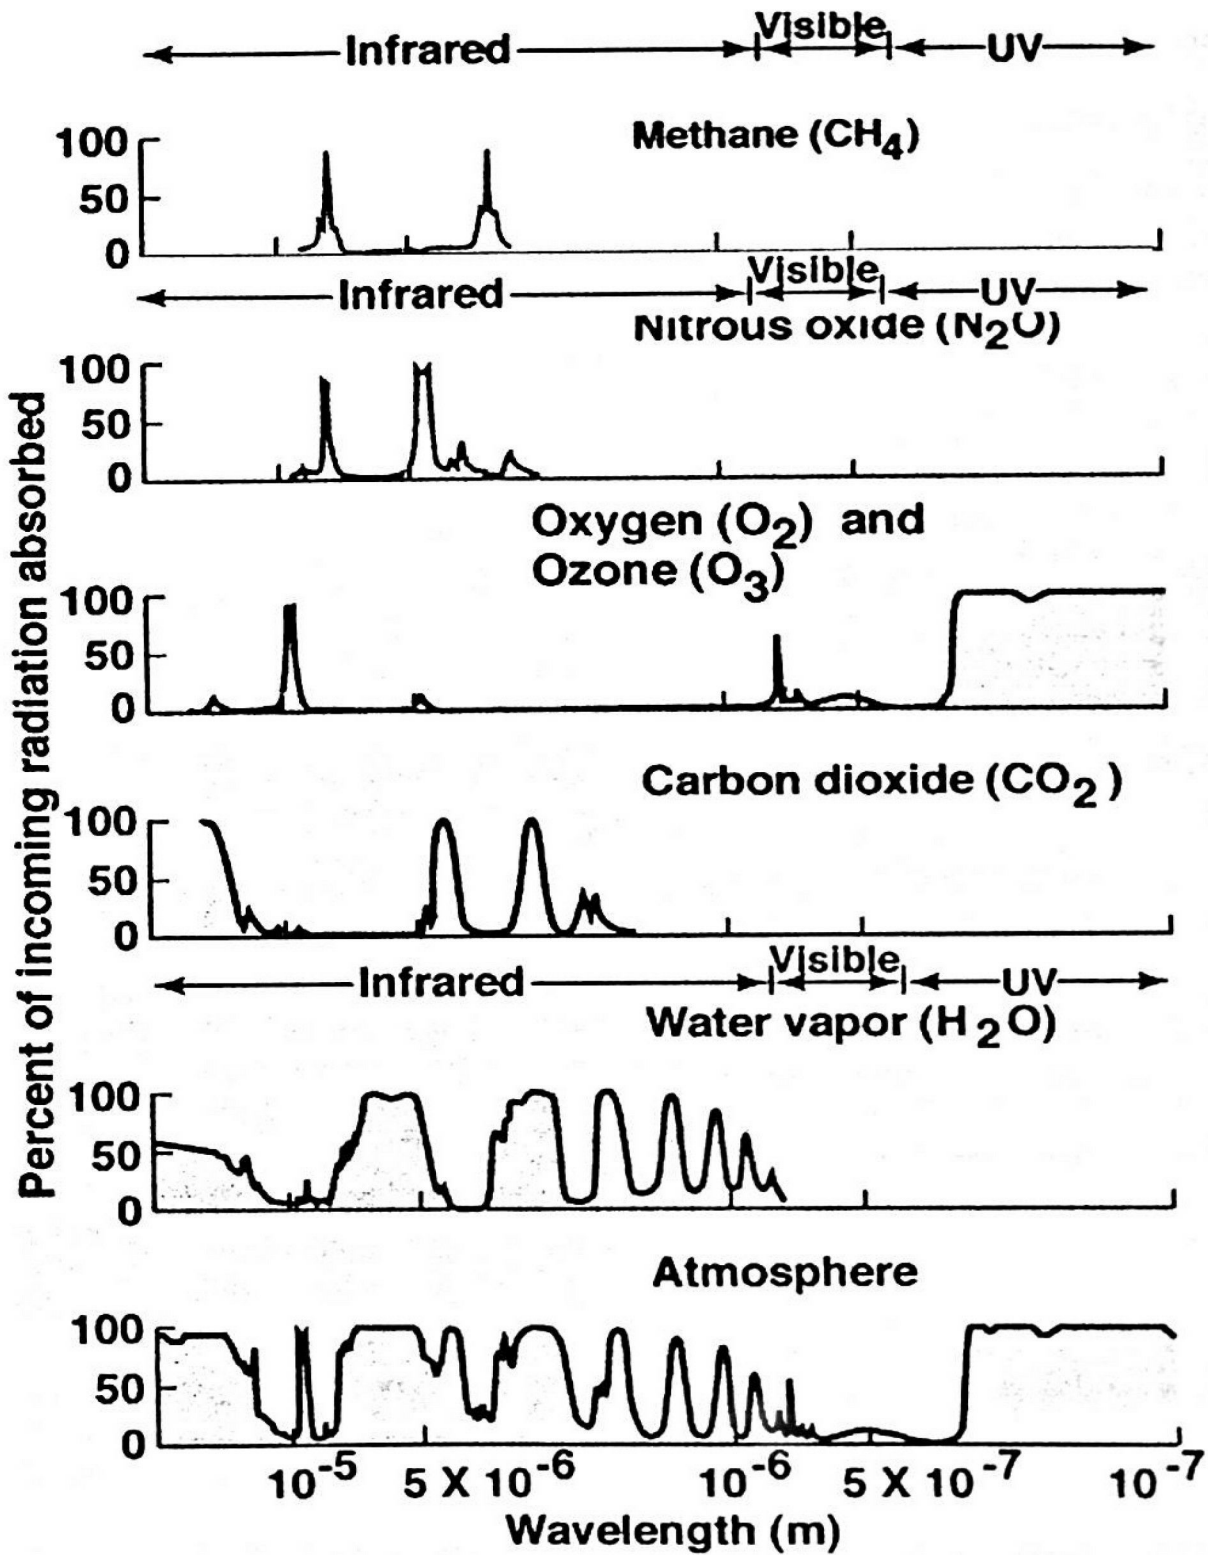 Infrared Visible UV
Methane (CH4)
100
50
0
Infrared Visible UV
Nitrous oxide (N2O)
100
50
0
Oxygen (O2) and
Ozone (O3)
100
50
0
Carbon dioxide (CO2)
100
50
0
Infrared Visible UV
Water vapor (H2O)
100
50
0
Atmosphere
100
50
0
10-5 5 X 10-6 10-6 5 X 10-7 10-7
Wavelength (m)
Percent of incoming radiation absorbed